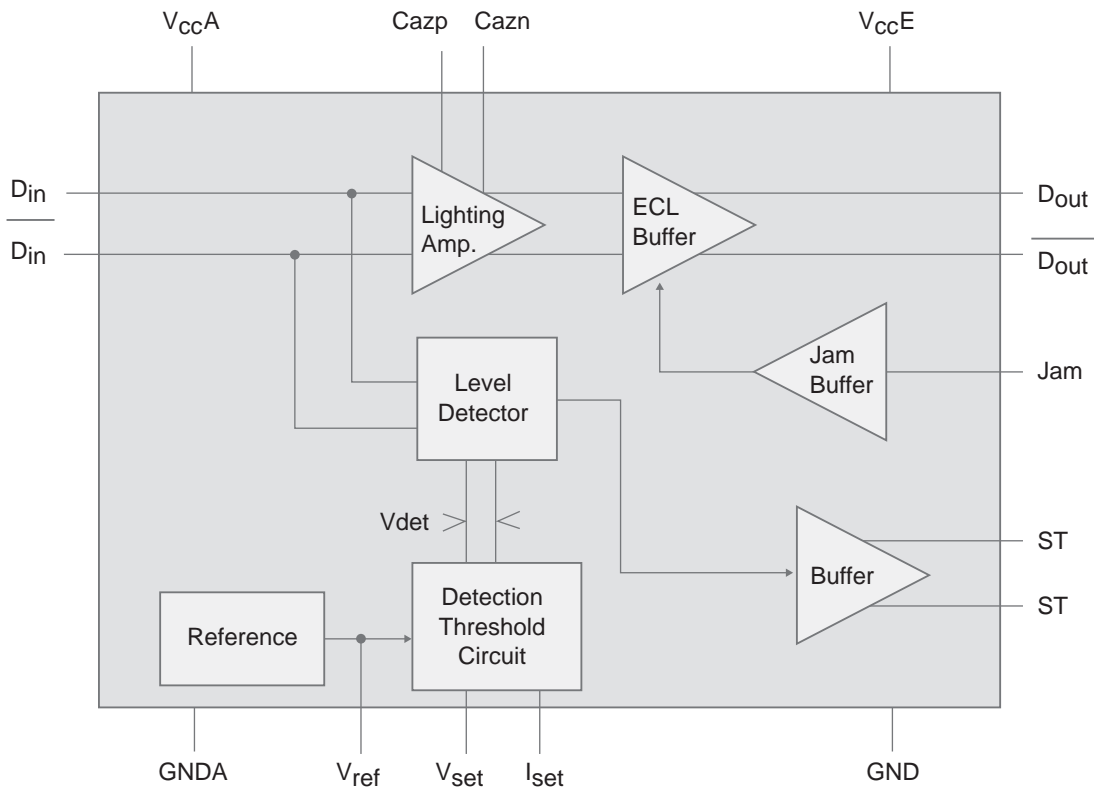 VccA
Cazp
Cazn
VccE
Din
Din
Lighting
Amp.
ECL
Buffer
Dout
Dout
Level
Detector
Jam
Buffer
Jam
Vdet
Buffer
ST
ST
Reference
Detection
Threshold
Circuit
GNDA
Vref
Vset
Iset
GND